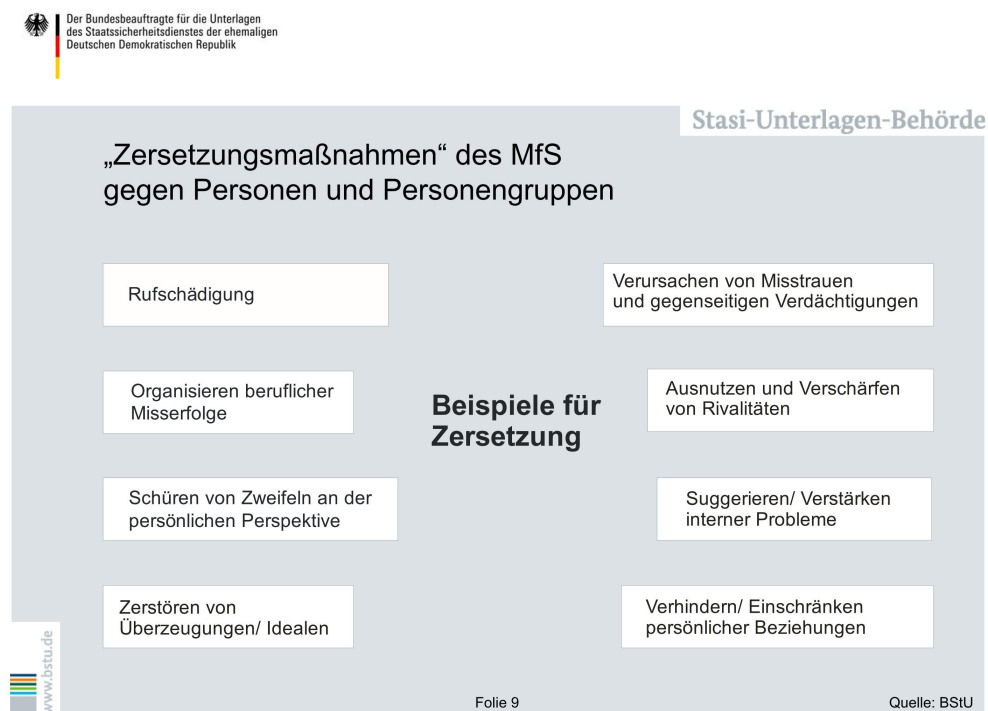 Der Bundesbeauftragte für die Unterlagen
des Staatssicherheitsdienstes der ehemaligen
Deutschen Demokratischen Republik
Stasi-Unterlagen-Behörde
„Zersetzungsmaßnahmen“ des MfS
gegen Personen und Personengruppen
Rufschädigung
Verursachen von Misstrauen
und gegenseitigen Verdächtigungen
Organisieren beruflicher
Misserfolge
Beispiele für
Zersetzung
Ausnutzen und Verschärfen
von Rivalitäten
Schüren von Zweifeln an der
persönlichen Perspektive
Suggerieren/ Verstärken
interner Probleme
Zerstören von
Überzeugungen/ Idealen
Verhindern/ Einschränken
persönlicher Beziehungen
www.bstu.de
Folie 9
Quelle: BStU